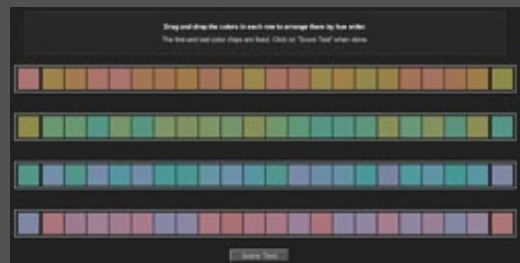 Drag and drop the colors in each row to arrange them by hue order.
The first and last color chips are fixed. Click on "Score Test" when done.
Score Test